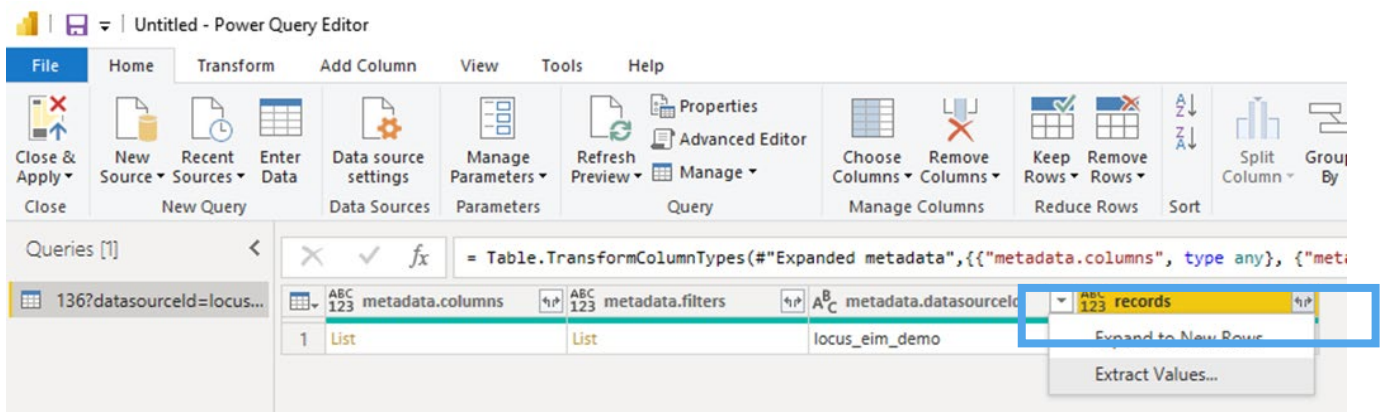 Untitled - Power Query Editor
File Home Transform Add Column View Tools Help
Close & Apply
New Source
Recent Sources
Enter Data
Data source settings
Manage Parameters
Refresh Preview
Properties
Advanced Editor
Manage
Choose Columns
Remove Columns
Keep Rows
Remove Rows
A Z
Z A
Split Column
Group By
Close New Query Data Sources Parameters Query Manage Columns Reduce Rows Sort
Queries [1]
fx = Table.TransformColumnTypes(#"Expanded metadata",{{"metadata.columns", type any}, {"meta
136?datasourceId=locus...
ABC 123 metadata.columns ABC 123 metadata.filters ABC metadata.datasourceId ABC 123 records
1 List List locus_eim_demo
Expand to New Rows
Extract Values...